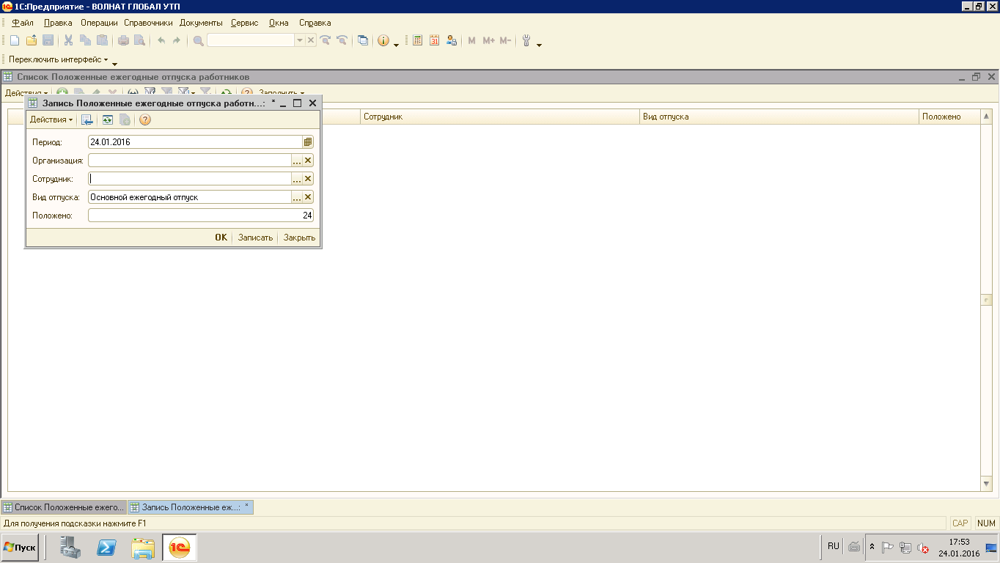 1С:Предприятие - ВОЛНАТ ГЛОБАЛ УТП
Файл Правка Операции Справочники Документы Сервис Окна Справка
31 M M+ M-
Переключить интерфейс
Список Положенные ежегодные отпуска работников
Действия Заполнить
Запись Положенные ежегодные отпуска работн...: *
Сотрудник Вид отпуска Положено
Действия
Период: 24.01.2016
Организация: ...
Сотрудник: ...
Вид отпуска: Основной ежегодный отпуск ...
Положено: 24
OK Записать Закрыть
Список Положенные ежего... Запись Положенные еж...: *
Для получения подсказки нажмите F1 CAP NUM
Пуск 1С RU 17:53
24.01.2016